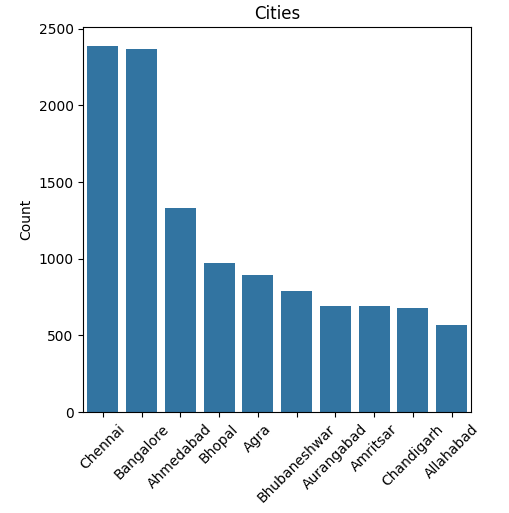 Cities
Count
2500
2000
1500
1000
500
0
Chennai
Bangalore
Ahmedabad
Bhopal
Agra
Bhubaneshwar
Aurangabad
Amritsar
Chandigarh
Allahabad